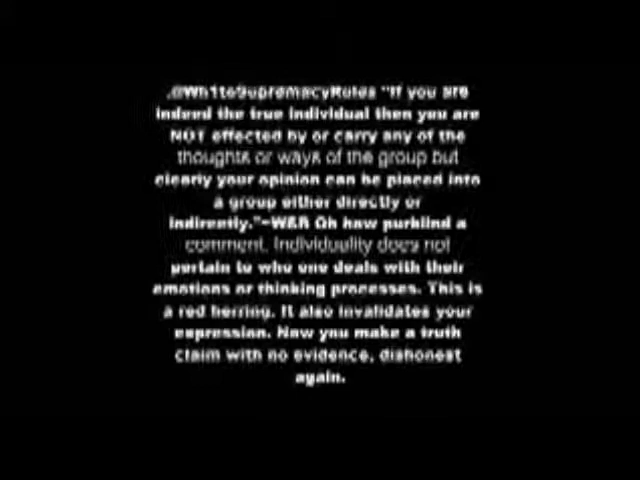 .@Wh1teSupremacyRules "If you are
indeed the true individual then you are
NOT effected by or carry any of the
thoughts or ways of the group but
clearly your opinion can be placed into
a group either directly or
indirectly."~W&R Oh how purblind a
comment. Individuality does not
pertain to who one deals with their
emotions or thinking processes. This is
a red herring. It also invalidates your
expression. Now you make a truth
claim with no evidence, dishonest
again.